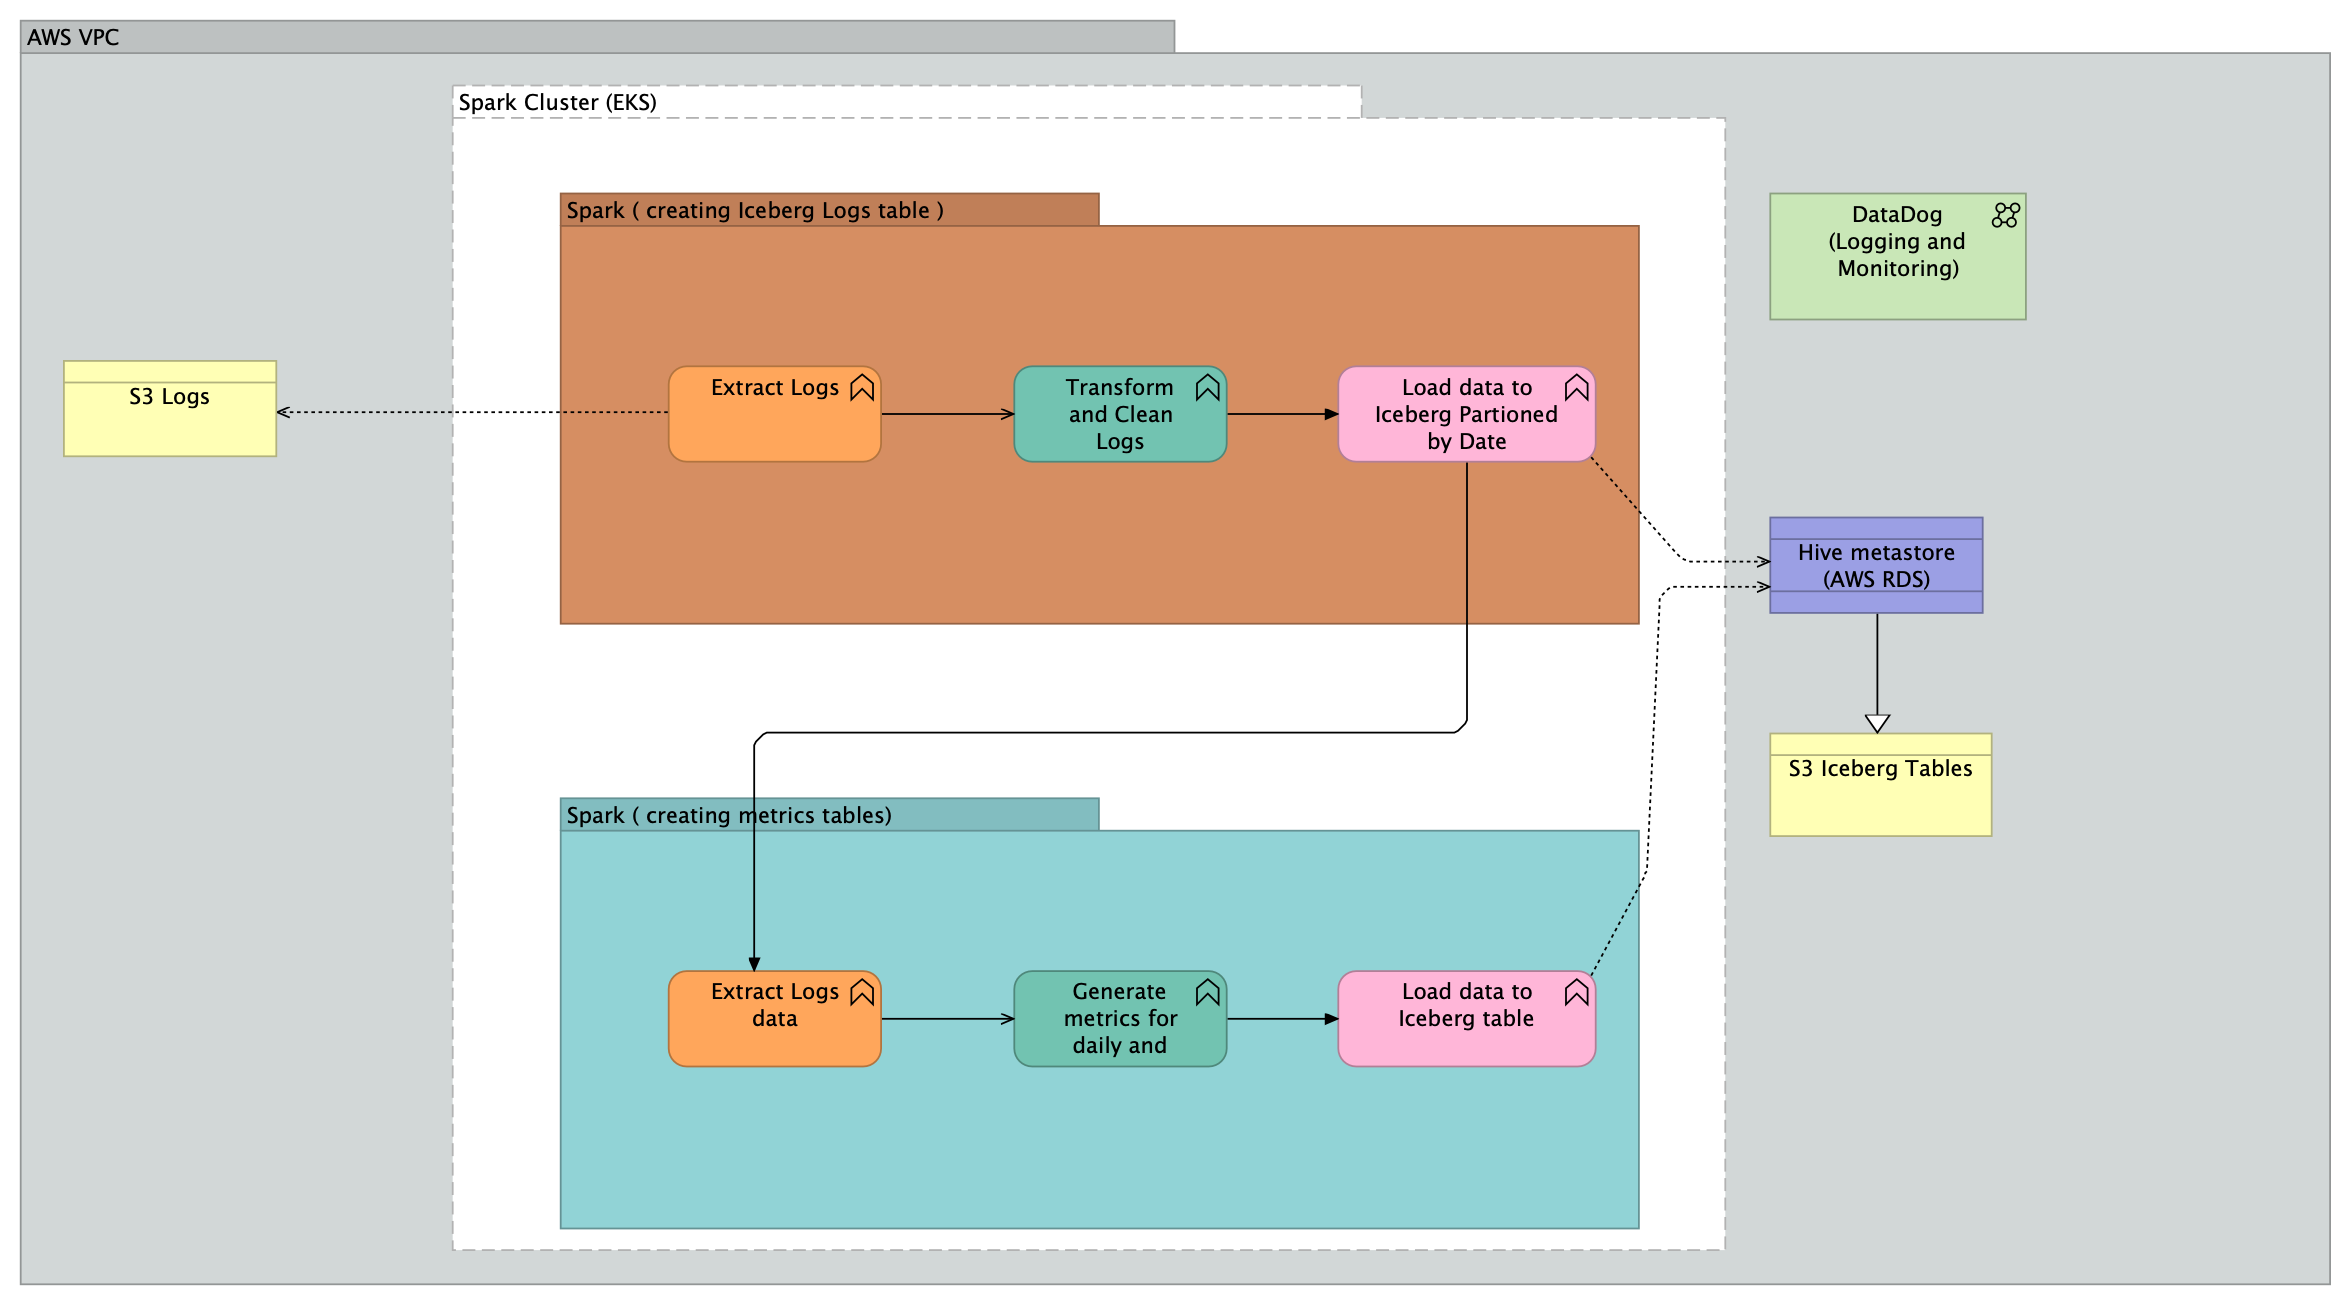 AWS VPC
Spark Cluster (EKS)
Spark ( creating Iceberg Logs table )
DataDog
(Logging and
Monitoring)
S3 Logs
Extract Logs
Transform
and Clean
Logs
Load data to
Iceberg Partioned
by Date
Hive metastore
(AWS RDS)
S3 Iceberg Tables
Spark ( creating metrics tables)
Extract Logs
data
Generate
metrics for
daily and
Load data to
Iceberg table